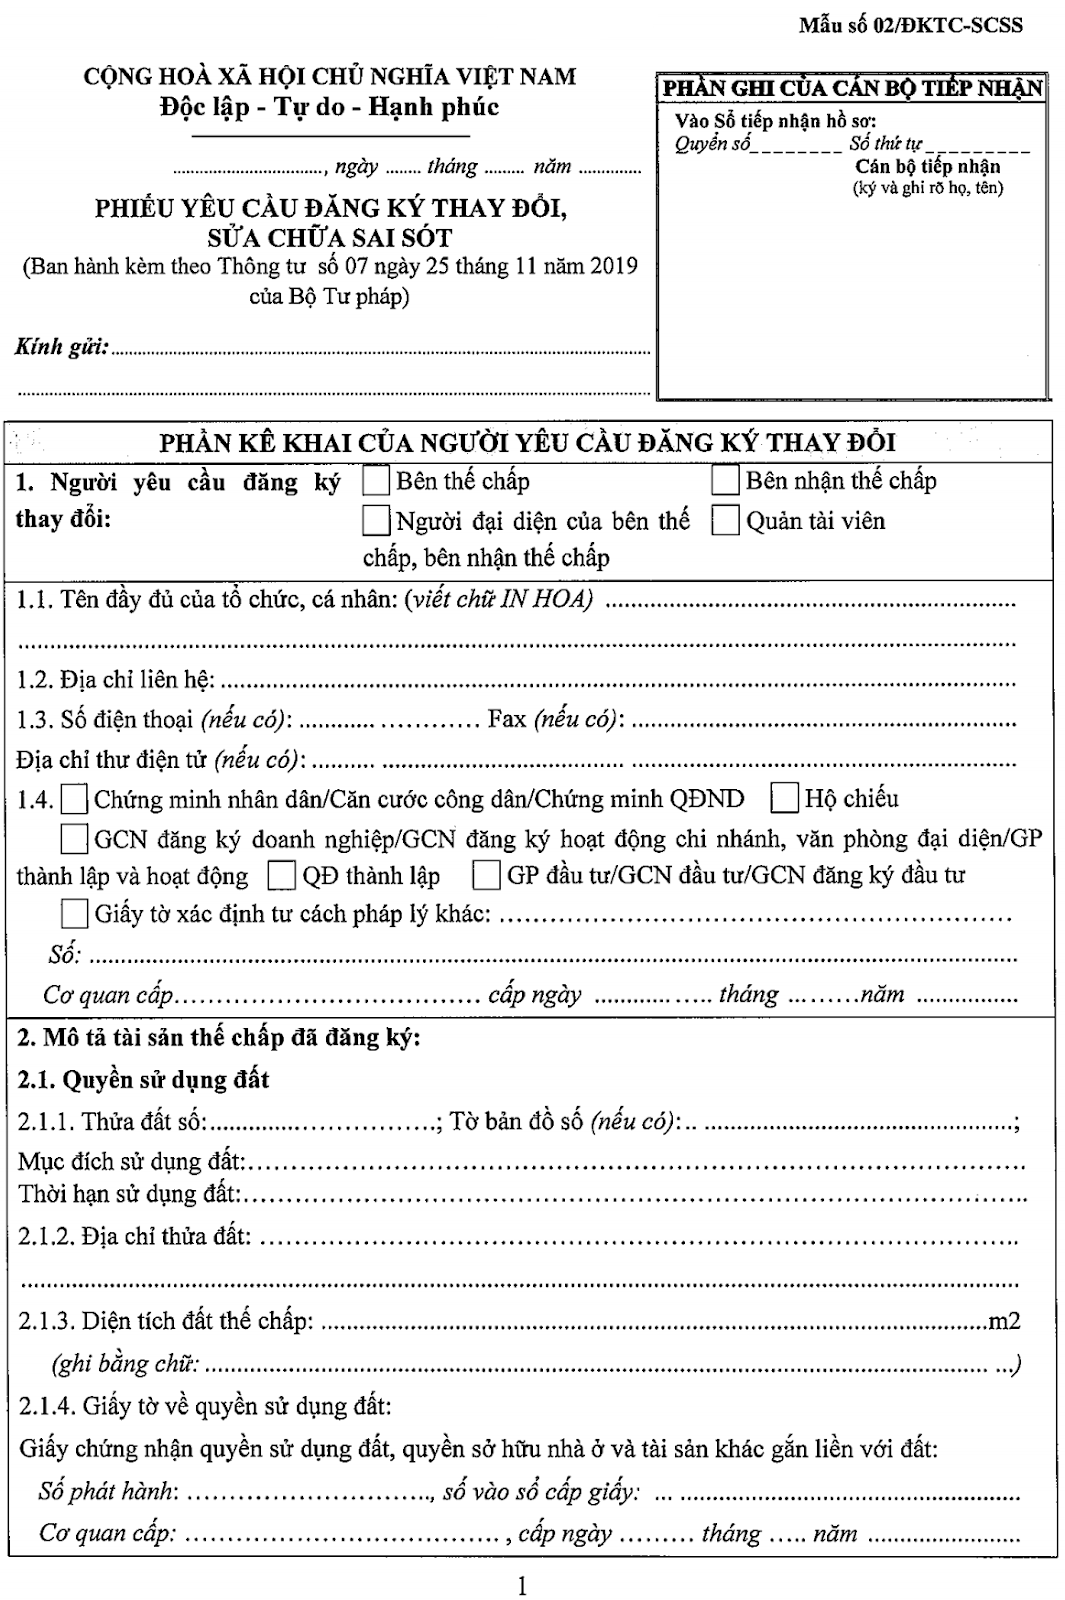 Mẫu số 02/ĐKTC-SCSS
CỘNG HOÀ XÃ HỘI CHỦ NGHĨA VIỆT NAM
Độc lập - Tự do - Hạnh phúc
................................, ngày ........ tháng ......... năm ..............
PHIẾU YÊU CẦU ĐĂNG KÝ THAY ĐỔI,
SỬA CHỮA SAI SÓT
(Ban hành kèm theo Thông tư số 07 ngày 25 tháng 11 năm 2019
của Bộ Tư pháp)
Kính gửi:..............................................................
PHẦN GHI CỦA CÁN BỘ TIẾP NHẬN
Vào Sổ tiếp nhận hồ sơ:
Quyển số________ Số thứ tự_________
Cán bộ tiếp nhận
(ký và ghi rõ họ, tên)
PHẦN KÊ KHAI CỦA NGƯỜI YÊU CẦU ĐĂNG KÝ THAY ĐỔI
1. Người yêu cầu đăng ký
thay đổi:
Bên thế chấp
Bên nhận thế chấp
Người đại diện của bên thế
chấp, bên nhận thế chấp
Quản tài viên
1.1. Tên đầy đủ của tổ chức, cá nhân: (viết chữ IN HOA) ..............................
1.2. Địa chỉ liên hệ: ..............................
1.3. Số điện thoại (nếu có): ............ ............ Fax (nếu có): ..............................
Địa chỉ thư điện tử (nếu có): .......... ..............................
1.4. Chứng minh nhân dân/Căn cước công dân/Chứng minh QĐND Hộ chiếu
GCN đăng ký doanh nghiệp/GCN đăng ký hoạt động chi nhánh, văn phòng đại diện/GP
thành lập và hoạt động QĐ thành lập GP đầu tư/GCN đầu tư/GCN đăng ký đầu tư
Giấy tờ xác định tư cách pháp lý khác: ..............................
Số: ..............................
Cơ quan cấp.............................. cấp ngày .................. tháng ............năm ................
2. Mô tả tài sản thế chấp đã đăng ký:
2.1. Quyền sử dụng đất
2.1.1. Thửa đất số:..............................; Tờ bản đồ số (nếu có): .. ..............................;
Mục đích sử dụng đất:..............................
Thời hạn sử dụng đất:..............................
2.1.2. Địa chỉ thửa đất: ..............................
2.1.3. Diện tích đất thế chấp: ..............................m2
(ghi bằng chữ: .............................. ...)
2.1.4. Giấy tờ về quyền sử dụng đất:
Giấy chứng nhận quyền sử dụng đất, quyền sở hữu nhà ở và tài sản khác gắn liền với đất:
Số phát hành: .............................., số vào sổ cấp giấy: ... ..............................
Cơ quan cấp: .............................. , cấp ngày ......... tháng ..... năm ......................
1